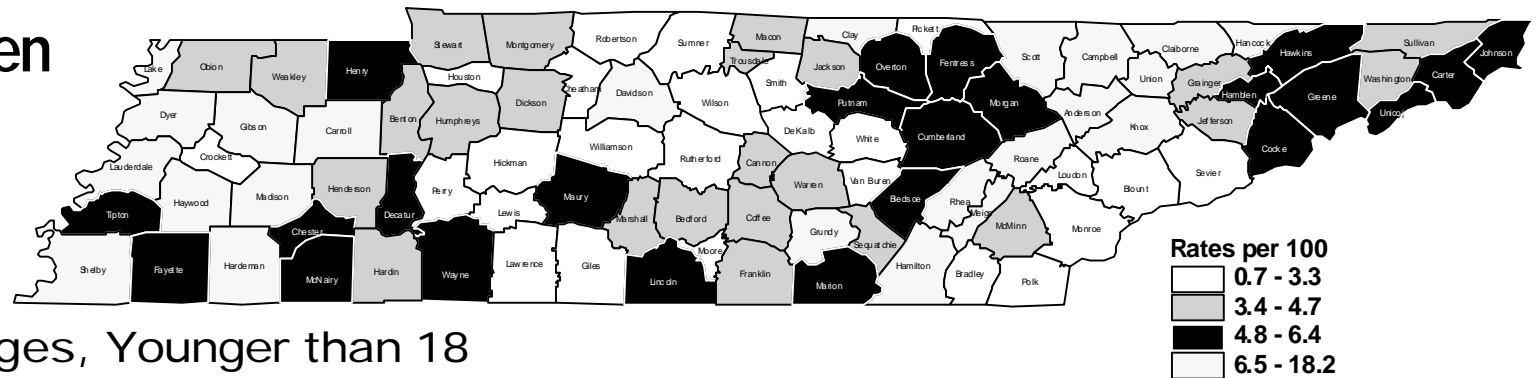 en
Lake
Obion
Weakley
Henry
Stewart
Montgomery
Robertson
Sumner
Macon
Trousdale
Clay
Pickett
Jackson
Overton
Fentress
Scott
Campbell
Claiborne
Hancock
Hawkins
Sullivan
Johnson
Carter
Washington
Unicoi
Greene
Hamblen
Grainger
Union
Jefferson
Cocke
Houston
Cheatham
Dickson
Davidson
Wilson
Smith
Putnam
Morgan
Anderson
Knox
Dyer
Gibson
Carroll
Benton
Humphreys
Williamson
Rutherford
DeKalb
White
Cumberland
Roane
Loudon
Blount
Sevier
Crockett
Lauderdale
Haywood
Madison
Henderson
Decatur
Perry
Hickman
Lewis
Maury
Cannon
Warren
Van Buren
Bledsoe
Rhea
Meigs
McMinn
Monroe
Tipton
Chester
Marshall
Bedford
Coffee
Grundy
Sequatchie
Moore
Shelby
Fayette
Hardeman
McNairy
Hardin
Wayne
Lawrence
Giles
Lincoln
Franklin
Marion
Hamilton
Bradley
Polk
Rates per 100
0.7 - 3.3
3.4 - 4.7
4.8 - 6.4
6.5 - 18.2
ges, Younger than 18